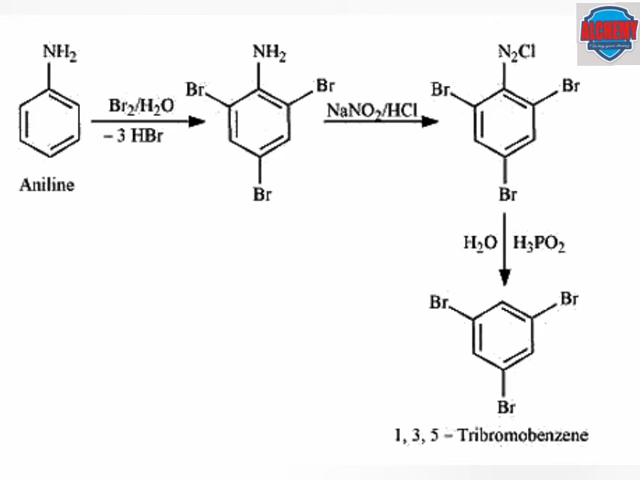 ALCHEMY
NH₂
Br₂/H₂O
– 3 HBr
Aniline
NH₂
Br
Br
Br
NaNO₂/HCl
N₂Cl
Br
Br
Br
H₂O
H₃PO₂
Br
Br
Br
1, 3, 5 – Tribromobenzene